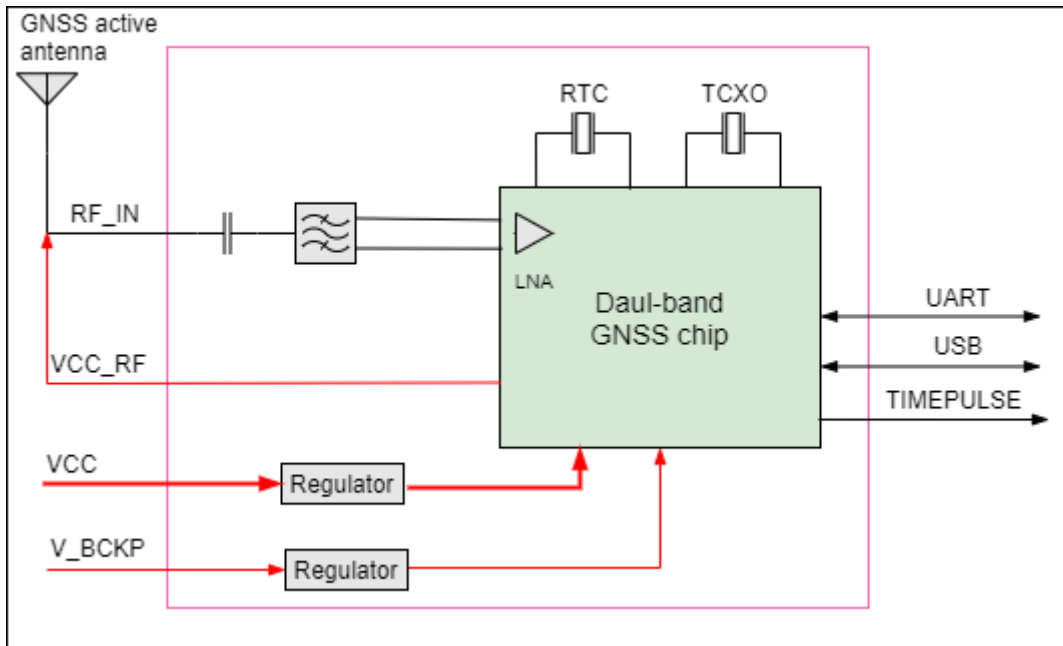 GNSS active
antenna
RTC
TCXO
RF_IN
LNA
Daul-band
GNSS chip
UART
USB
VCC_RF
TIMEPULSE
VCC
Regulator
V_BCKP
Regulator